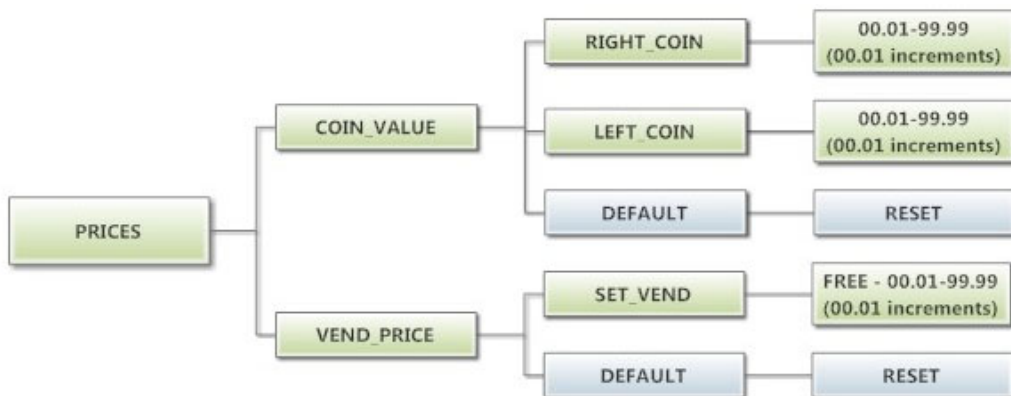 PRICES
COIN_VALUE
RIGHT_COIN
00.01-99.99
(00.01 increments)
LEFT_COIN
00.01-99.99
(00.01 increments)
DEFAULT
RESET
VEND_PRICE
SET_VEND
FREE - 00.01-99.99
(00.01 increments)
DEFAULT
RESET